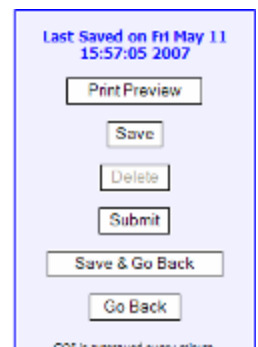 Last Saved on Fri May 11
15:57:05 2007
Print Preview
Save
Delete
Submit
Save & Go Back
Go Back